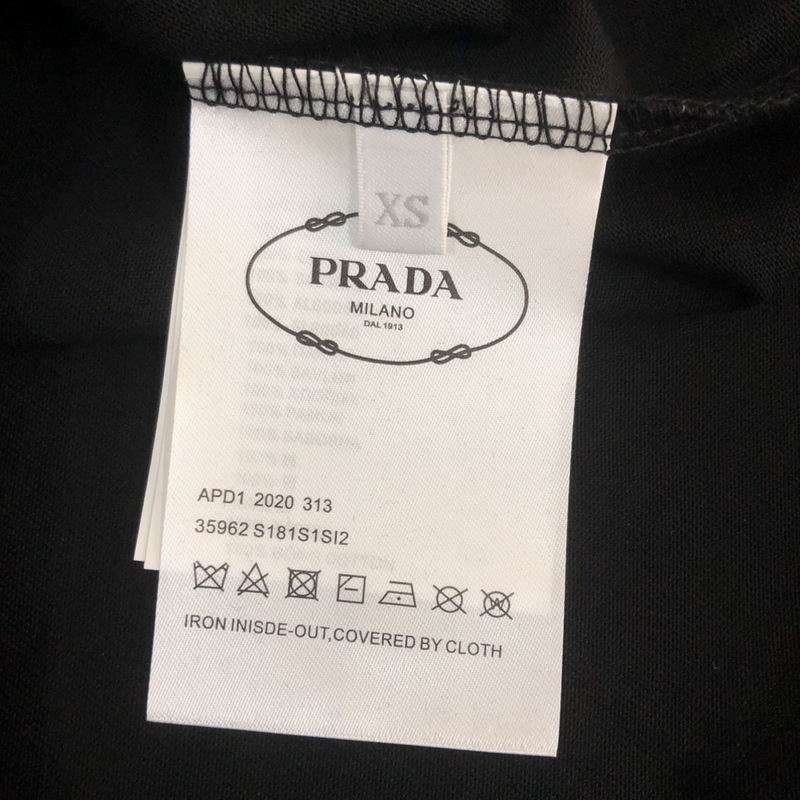 XS
PRADA
MILANO
DAL 1913
APD1 2020 313
35962 S181S1SI2
IRON INISDE-OUT,COVERED BY CLOTH